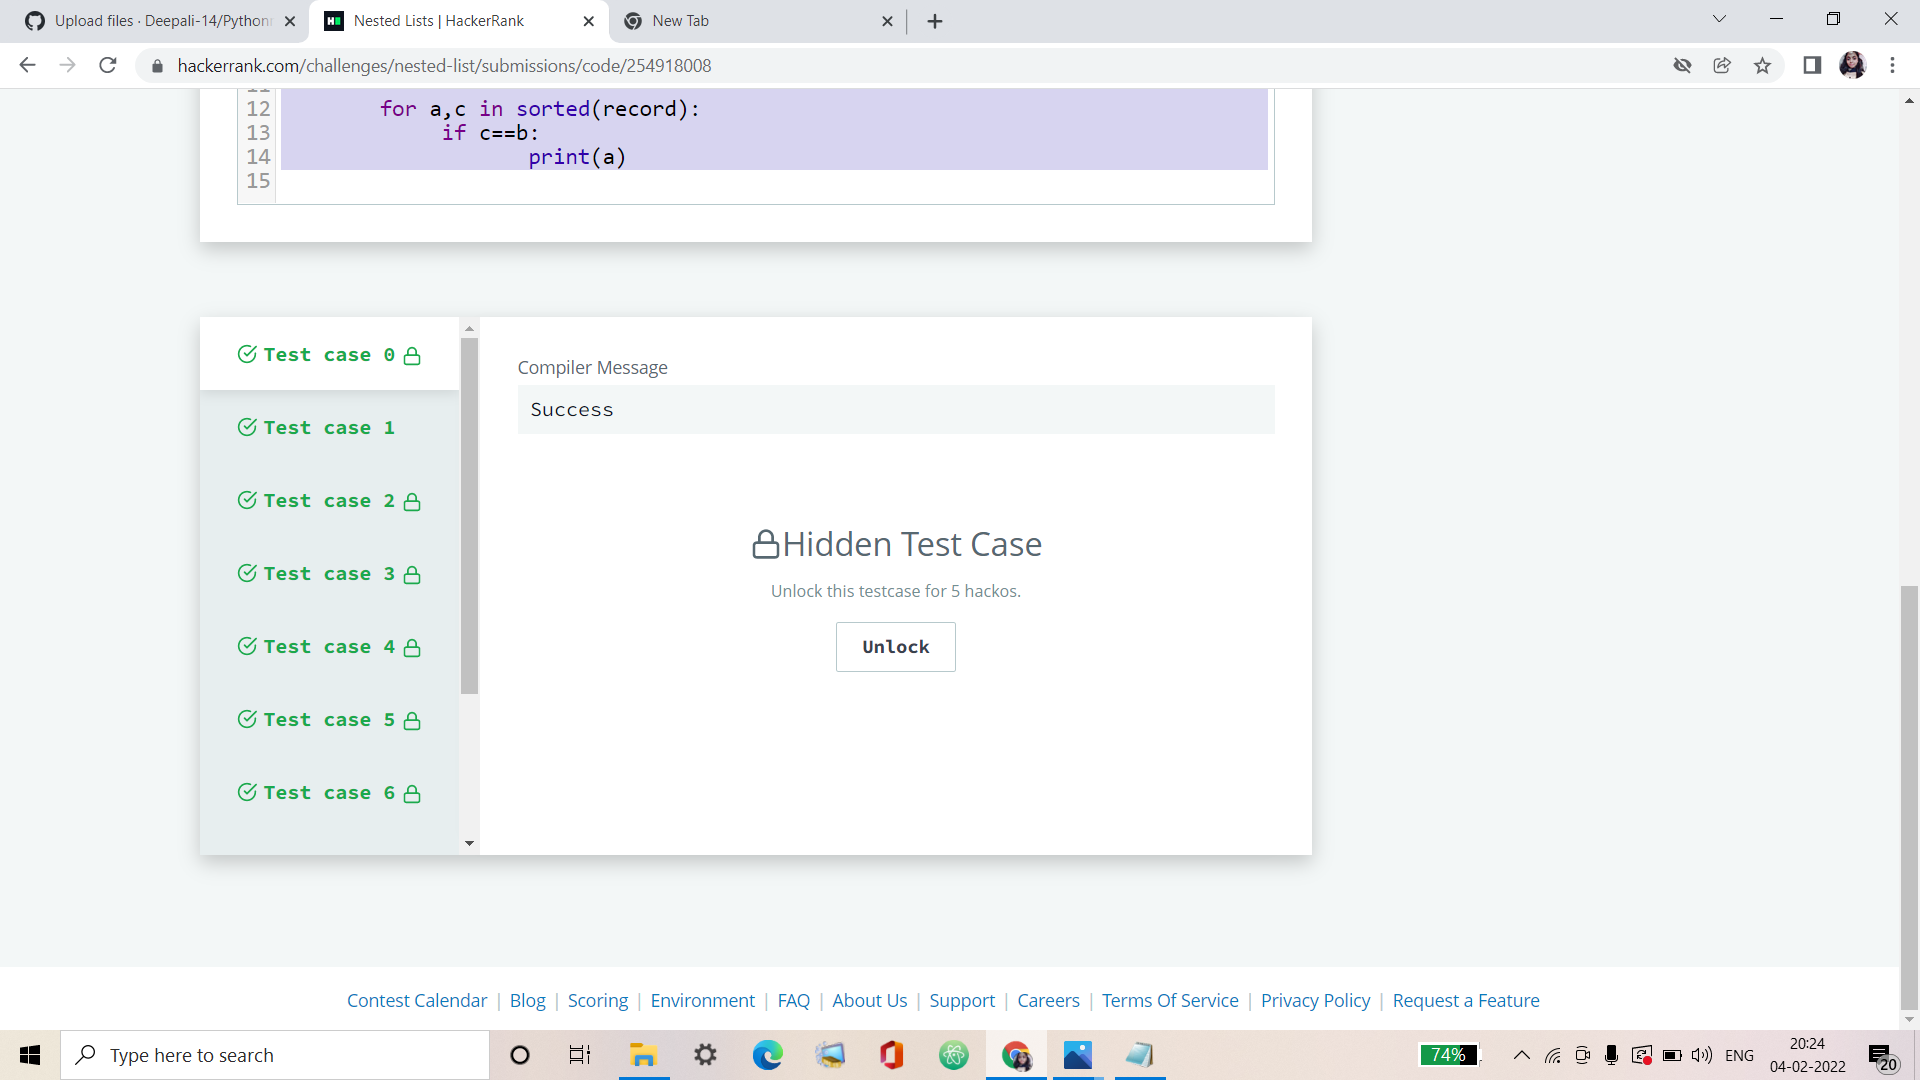 Upload files · Deepali-14/Python
Nested Lists | HackerRank
New Tab
hackerrank.com/challenges/nested-list/submissions/code/254918008
12 for a,c in sorted(record):
13 if c==b:
14 print(a)
15
Test case 0
Test case 1
Test case 2
Test case 3
Test case 4
Test case 5
Test case 6
Compiler Message
Success
Hidden Test Case
Unlock this testcase for 5 hackos.
Unlock
Contest Calendar | Blog | Scoring | Environment | FAQ | About Us | Support | Careers | Terms Of Service | Privacy Policy | Request a Feature
Type here to search
74%
ENG
20:24
04-02-2022
20